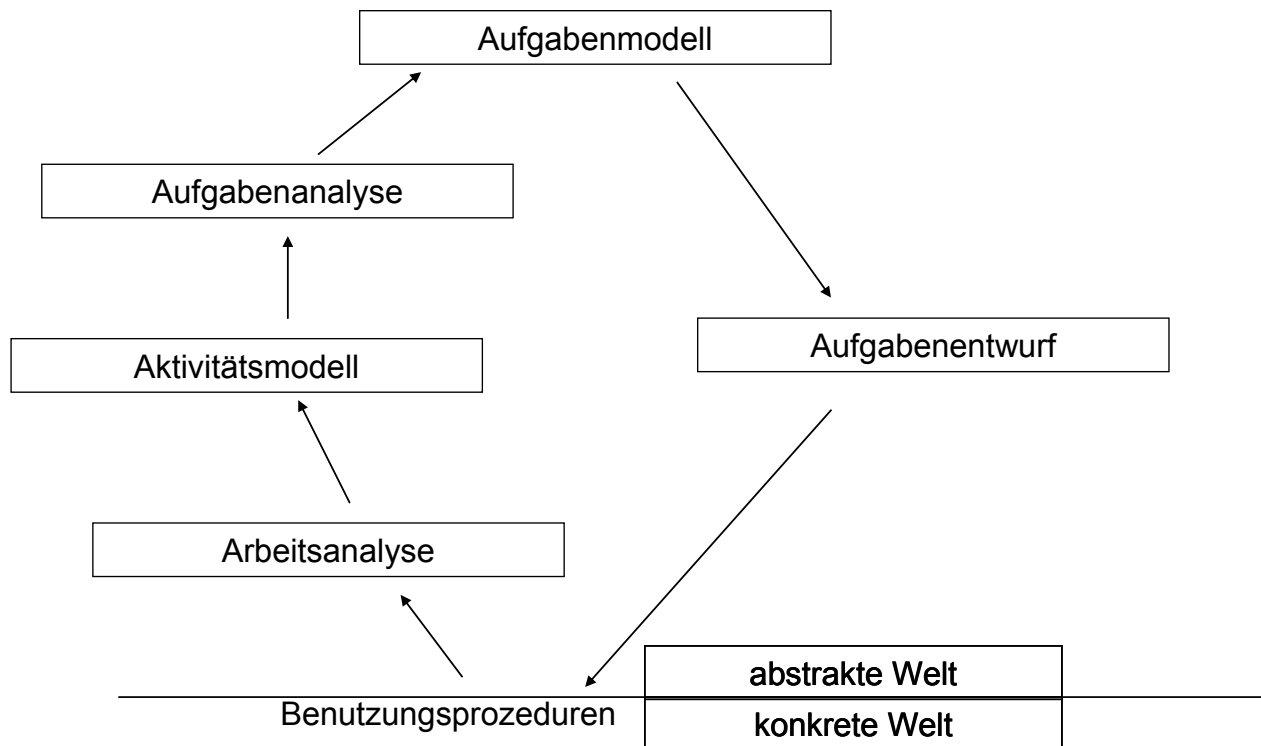 Aufgabenmodell
Aufgabenanalyse
Aufgabenentwurf
Aktivitätsmodell
Arbeitsanalyse
abstrakte Welt
Benutzungsprozeduren
konkrete Welt